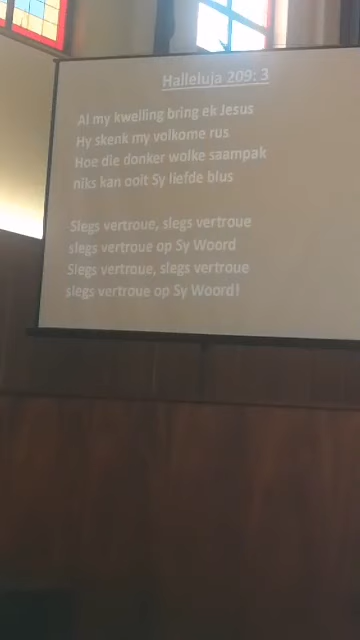 Halleluja 209: 3
Al my kwelling bring ek Jesus
Hy skenk my volkome rus
Hoe die donker wolke saampak
niks kan ooit Sy liefde blus
Slegs vertroue, slegs vertroue
slegs vertroue op Sy Woord
Slegs vertroue, slegs vertroue
slegs vertroue op Sy Woord!